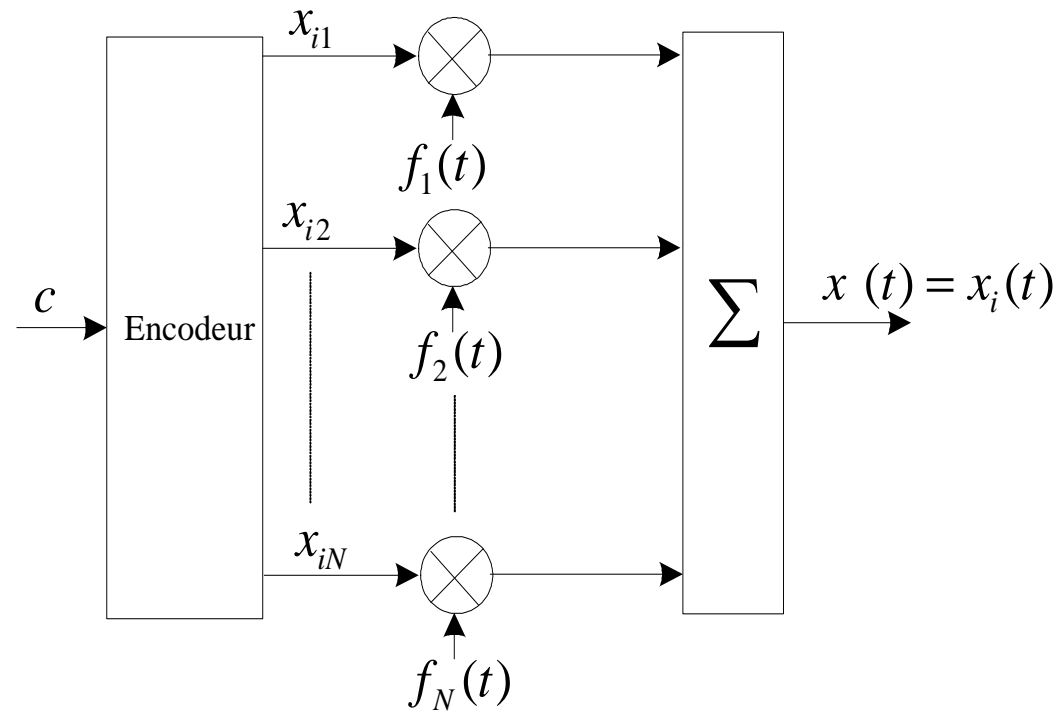 x_{i1}
f_1(t)
x_{i2}
c
Encodeur
f_2(t)
∑
x (t) = x_i(t)
x_{iN}
f_N(t)